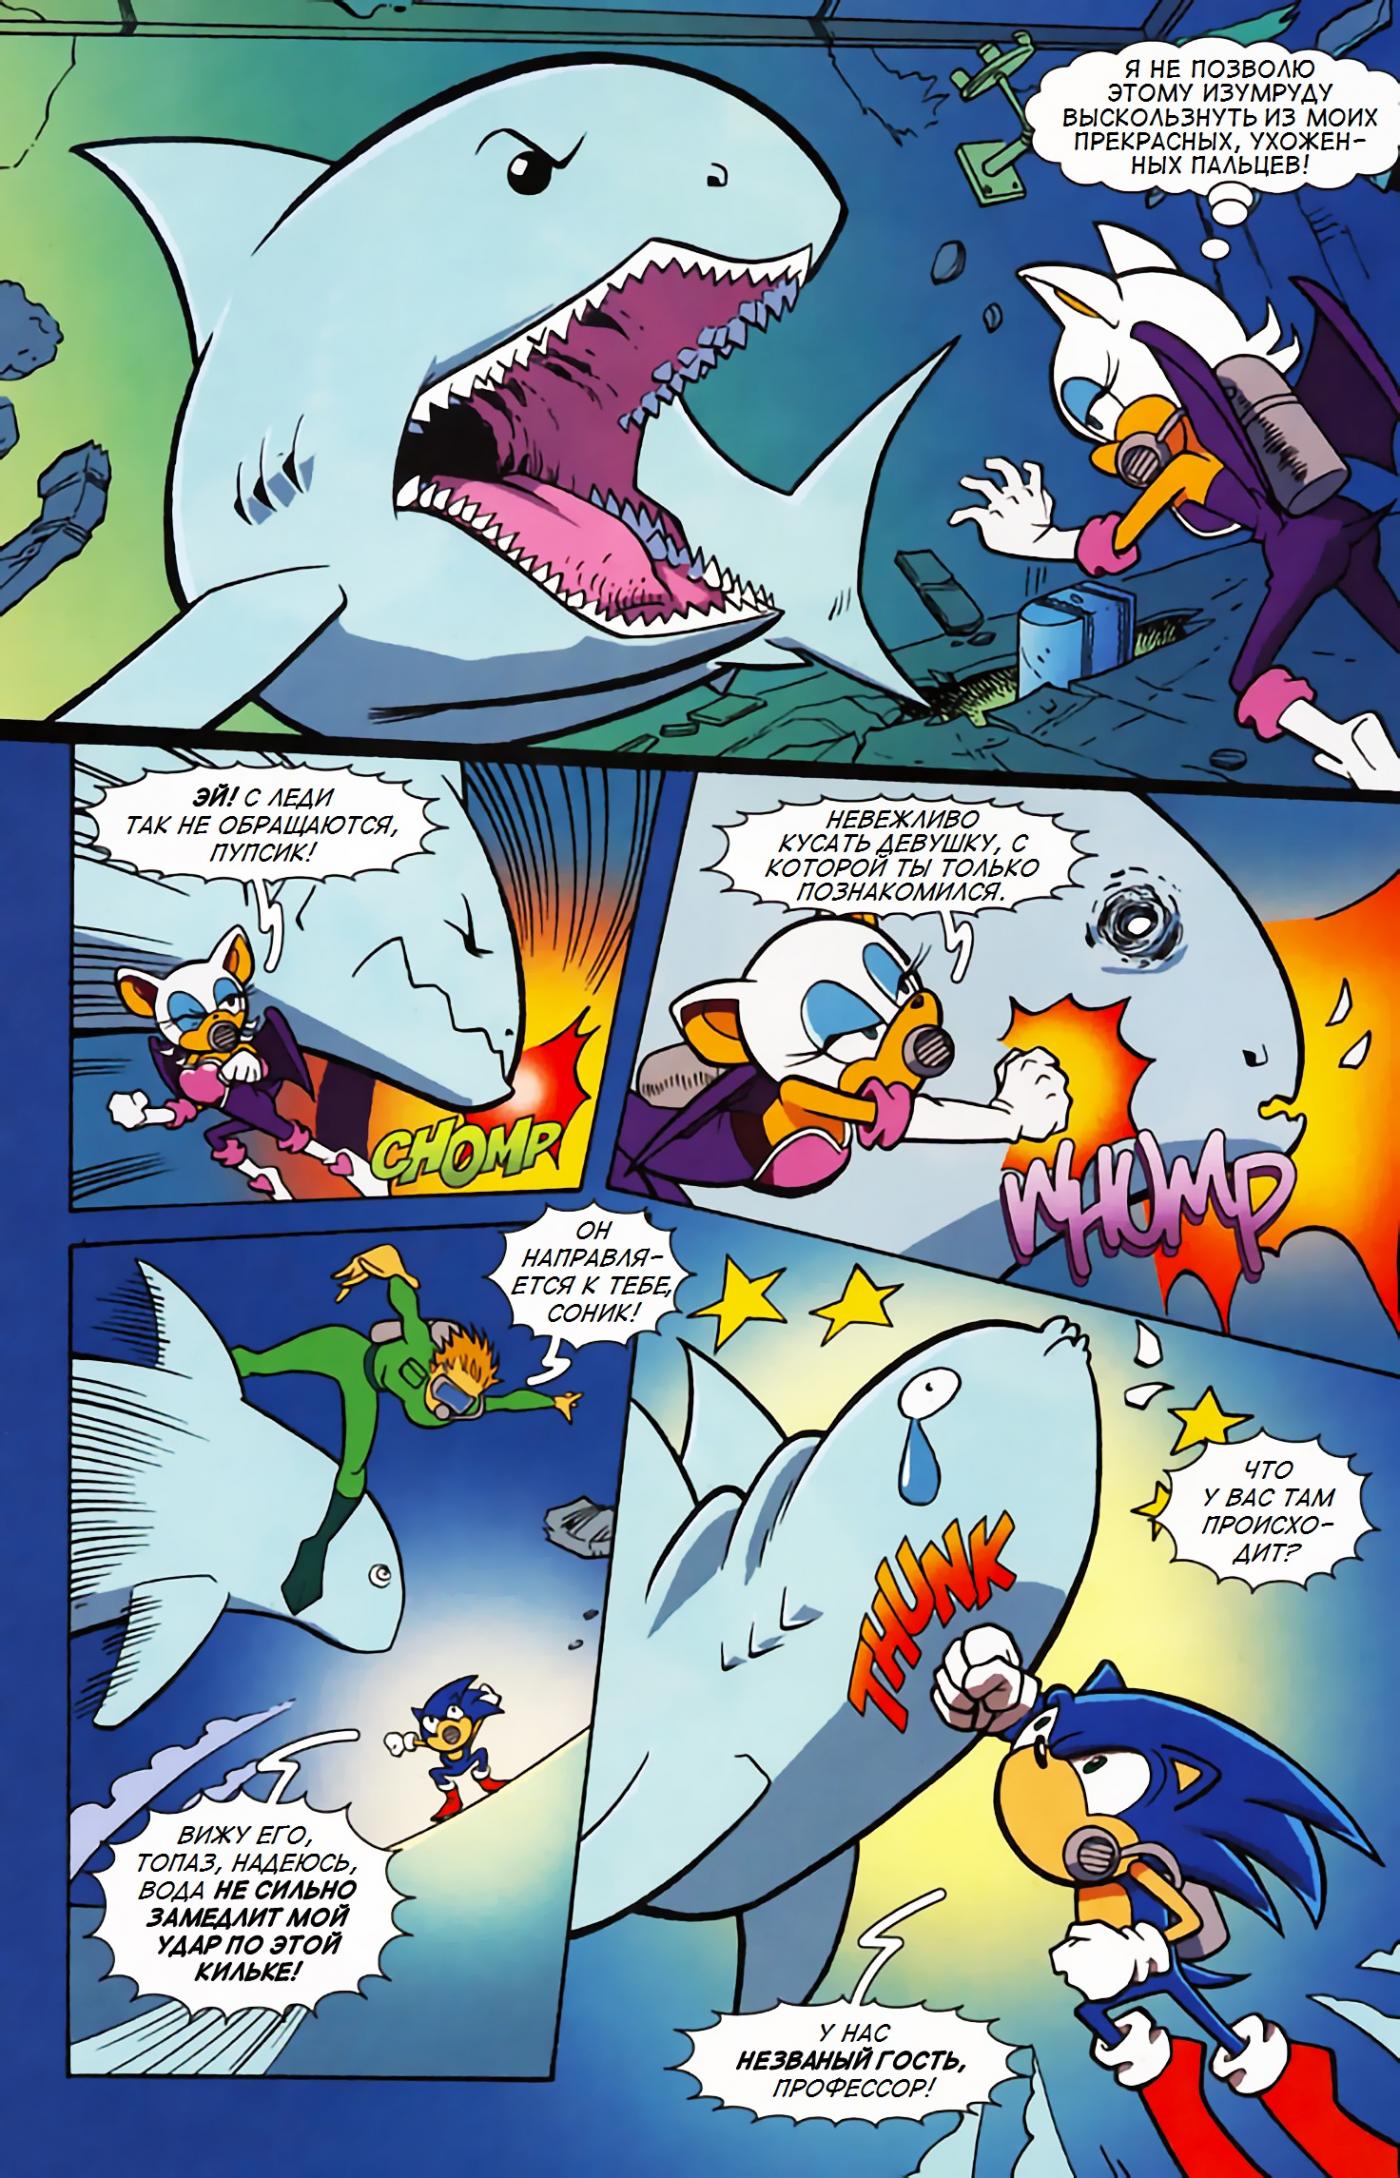 Я НЕ ПОЗВОЛЮ
ЭТОМУ ИЗУМРУДУ
ВЫСКОЛЬЗНУТЬ ИЗ МОИХ
ПРЕКРАСНЫХ, УХОЖЕН-
НЫХ ПАЛЬЦЕВ!
ЭЙ! С ЛЕДИ
ТАК НЕ ОБРАЩАЮТСЯ,
ПУПСИК!
CHOMP
НЕВЕЖЛИВО
КУСАТЬ ДЕВУШКУ, С
КОТОРОЙ ТЫ ТОЛЬКО
ПОЗНАКОМИЛСЯ.
WHUMP
ОН
НАПРАВЛЯ-
ЕТСЯ К ТЕБЕ,
СОНИК!
ВИЖУ ЕГО,
ТОПАЗ, НАДЕЮСЬ,
ВОДА НЕ СИЛЬНО
ЗАМЕДЛИТ МОЙ
УДАР ПО ЭТОЙ
КИЛЬКЕ!
ЧТО
У ВАС ТАМ
ПРОИСХО-
ДИТ?
THUNK
У НАС
НЕЗВАНЫЙ ГОСТЬ,
ПРОФЕССОР!